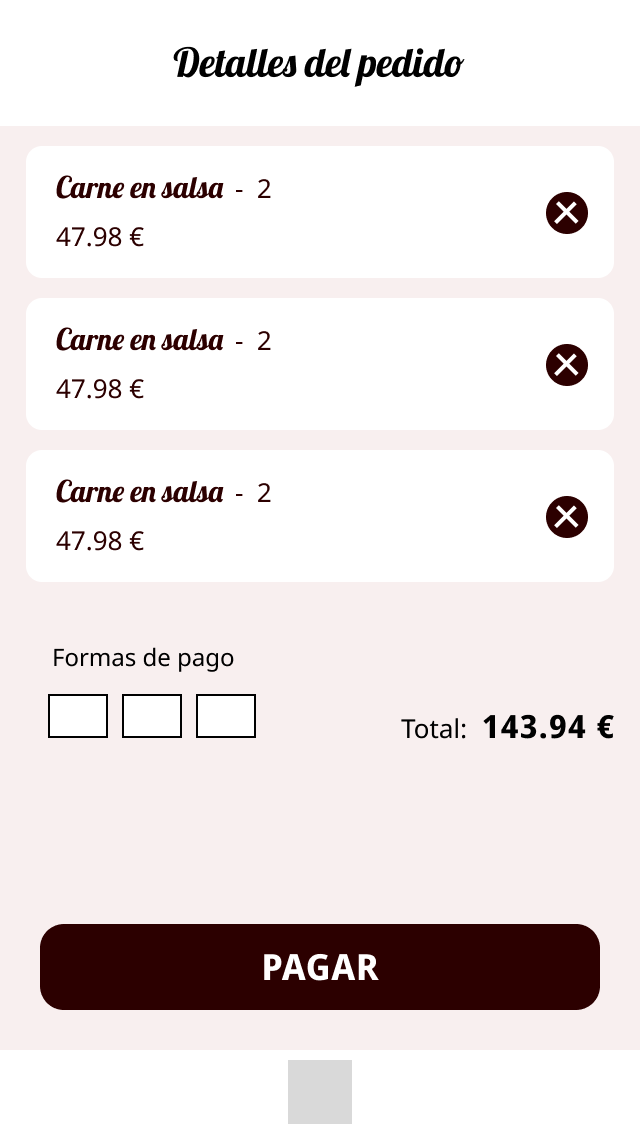 Detalles del pedido
Carne en salsa - 2
47.98 €
Carne en salsa - 2
47.98 €
Carne en salsa - 2
47.98 €
Formas de pago
Total: 143.94 €
PAGAR